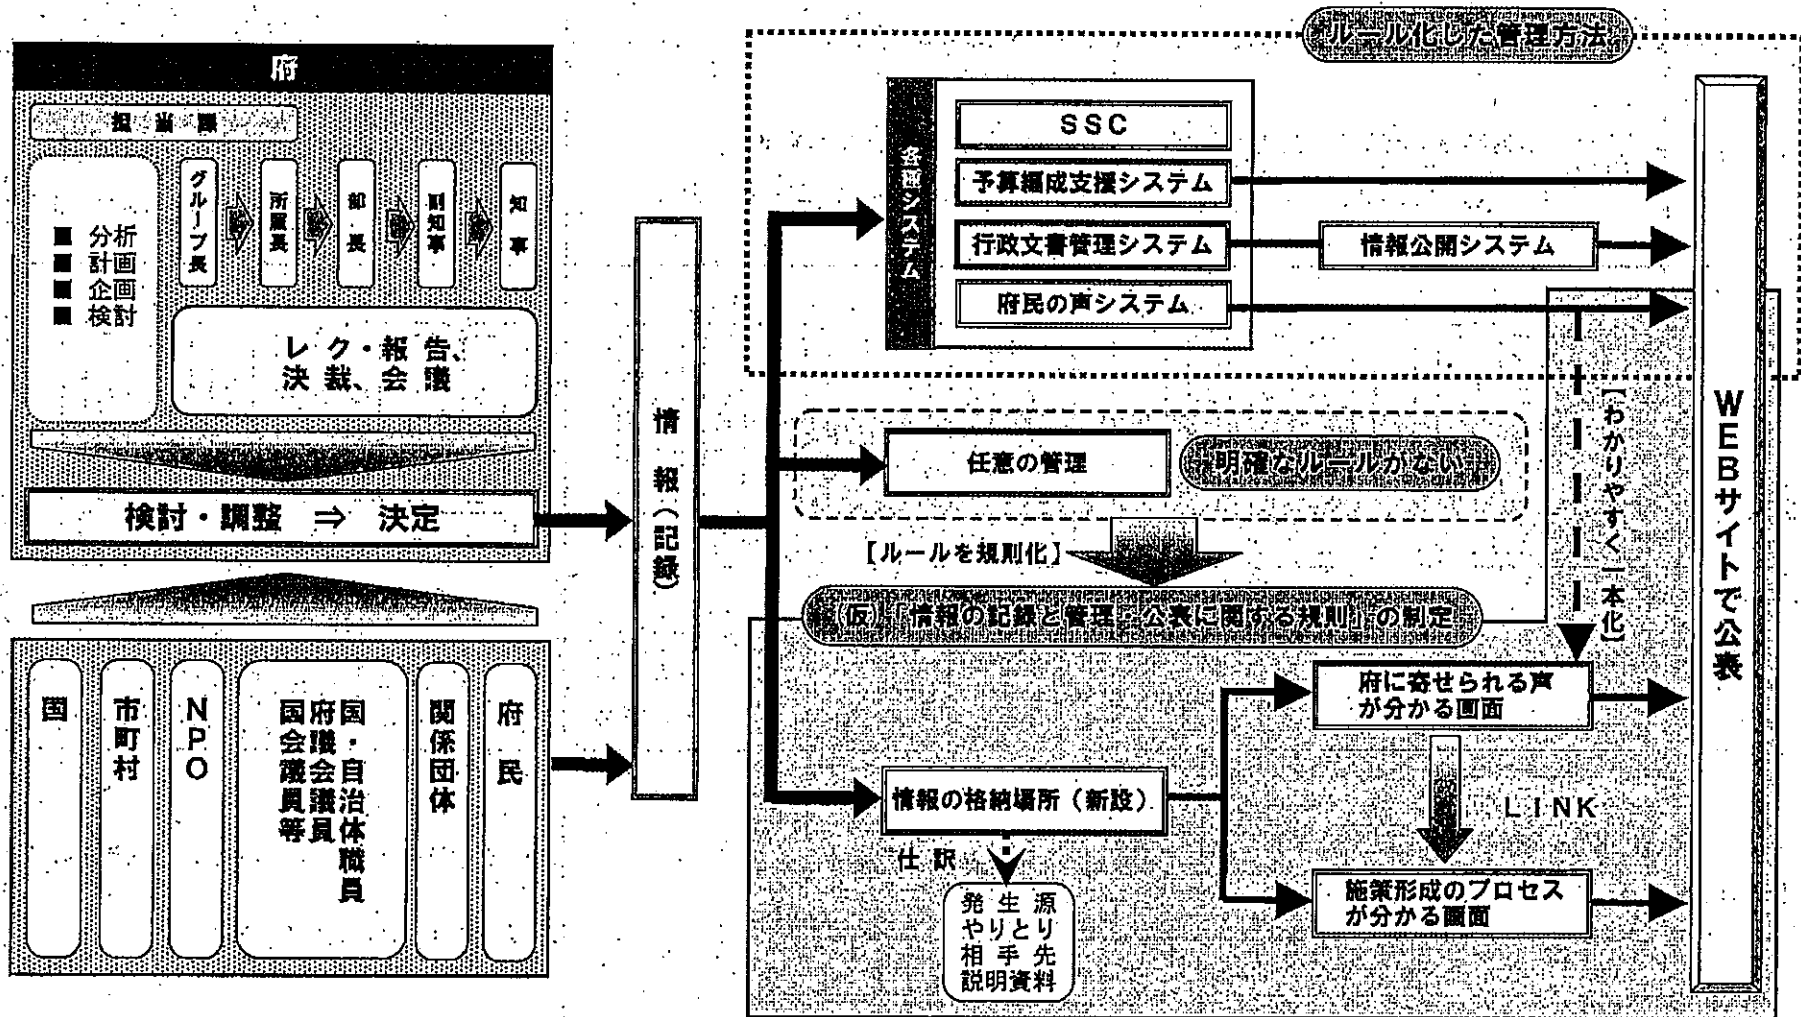 府
担当課
■ 分析
■ 計画
■ 企画
■ 検討
グループ長
所属長
部長
副知事
知事
レク・報告、
決裁、会議
検討・調整 ⇒ 決定
国
市町村
NPO
国・自治体職員
府議会議員
国会議員等
関係団体
府民
情報(記録)
ルール化した管理方法
各種システム
SSC
予算編成支援システム
行政文書管理システム
情報公開システム
府民の声システム
任意の管理
明確なルールがない
【ルールを規則化】
(仮)「情報の記録と管理、公表に関する規則」の制定
【わかりやすく一本化】
府に寄せられる声
が分かる画面
情報の格納場所(新設)
LINK
仕訳
発生源
やりとり
相手先
説明資料
施策形成のプロセス
が分かる画面
WEBサイトで公表